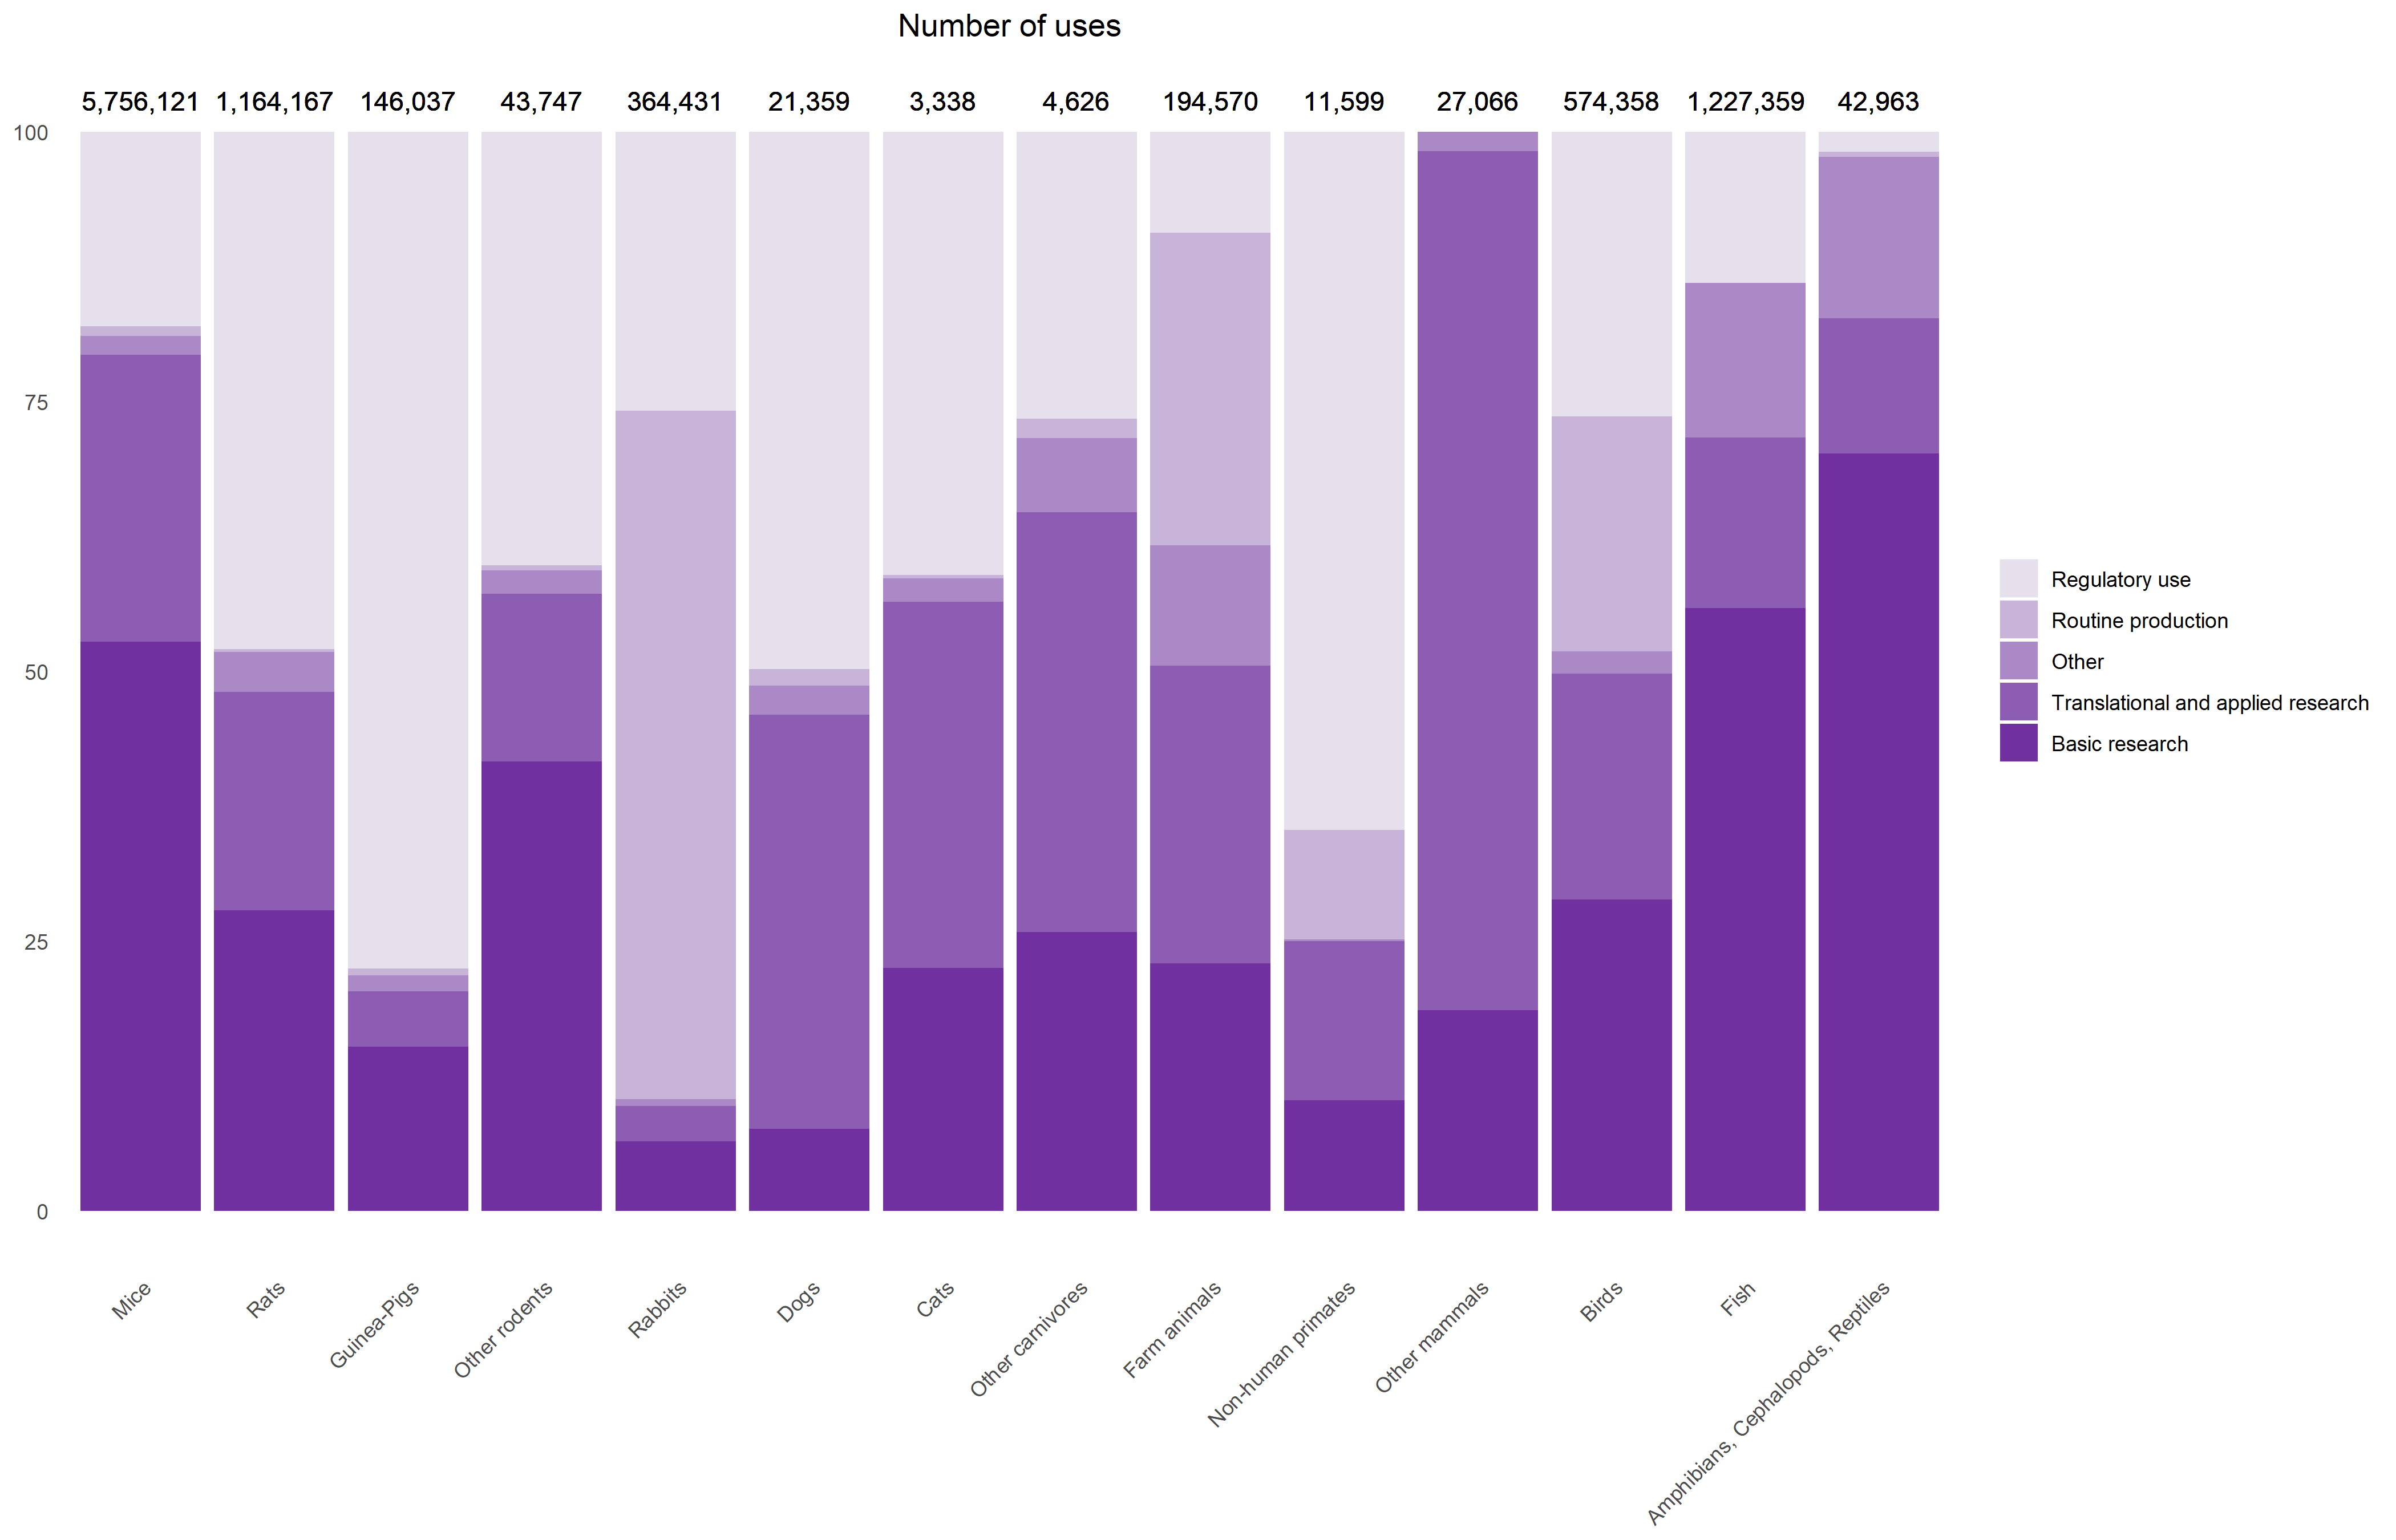 Number of uses
5,756,121 1,164,167 146,037 43,747 364,431 21,359 3,338 4,626 194,570 11,599 27,066 574,358 1,227,359 42,963
100
75
50
25
0
Regulatory use
Routine production
Other
Translational and applied research
Basic research
Mice
Rats
Guinea-Pigs
Other rodents
Rabbits
Dogs
Cats
Other carnivores
Farm animals
Non-human primates
Other mammals
Birds
Fish
Amphibians, Cephalopods, Reptiles